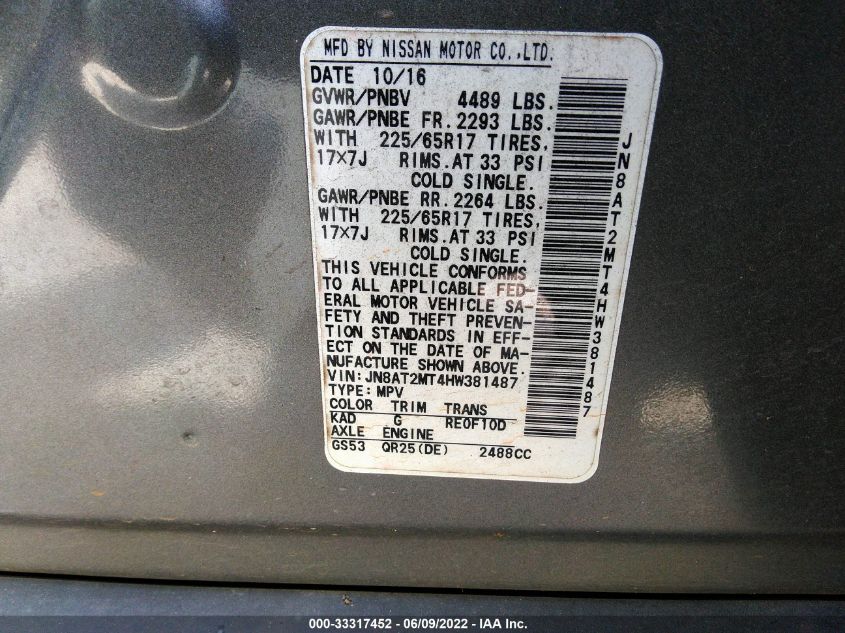 MFD BY NISSAN MOTOR CO.,LTD.
DATE 10/16
GVWR/PNBV 4489 LBS.
GAWR/PNBE FR. 2293 LBS.
WITH 225/65R17 TIRES,
17×7J RIMS.AT 33 PSI
COLD SINGLE.
GAWR/PNBE RR. 2264 LBS.
WITH 225/65R17 TIRES,
17×7J RIMS.AT 33 PSI
COLD SINGLE.
THIS VEHICLE CONFORMS
TO ALL APPLICABLE FED-
ERAL MOTOR VEHICLE SA-
FETY AND THEFT PREVEN-
TION STANDARDS IN EFF-
ECT ON THE DATE OF MA-
NUFACTURE SHOWN ABOVE.
VIN:JN8AT2MT4HW381487
TYPE:MPV
COLOR TRIM TRANS
KAD G RE0F10D
AXLE ENGINE
GS53 QR25(DE) 2488CC
JN8AT2MT4HW381487
000-33317452 - 06/09/2022 - IAA Inc.